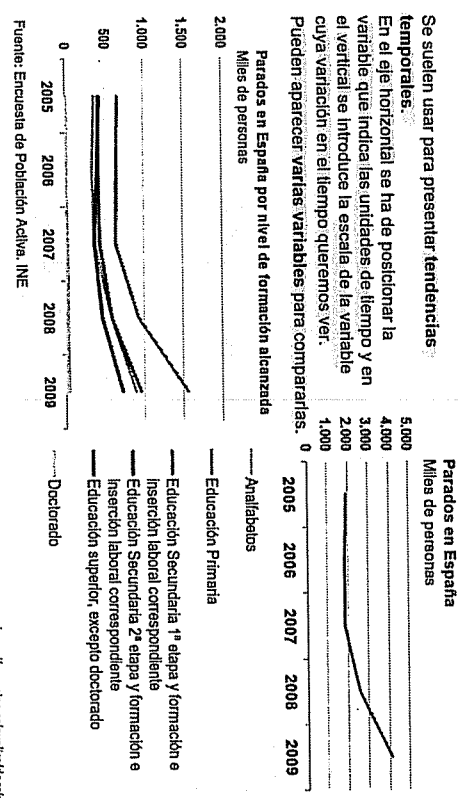 Se suelen usar para presentar tendencias
temporales.
En el eje horizontal se ha de posicionar la
variable que indica las unidades de tiempo y en
el vertical se introduce la escala de la variable
cuya variación en el tiempo queremos ver.
Pueden aparecer varias variables para compararlas.
Parados en España
Miles de personas
5.000
4.000
3.000
2.000
1.000
0
2005
2006
2007
2008
2009
Parados en España por nivel de formación alcanzada
Miles de personas
2.000
1.500
1.000
500
0
2005
2006
2007
2008
2009
Analfabetos
Educación Primaria
Educación Secundaria 1ª etapa y formación e
inserción laboral correspondiente
Educación Secundaria 2ª etapa y formación e
inserción laboral correspondiente
Educación superior, excepto doctorado
Doctorado
Fuente: Encuesta de Población Activa. INE